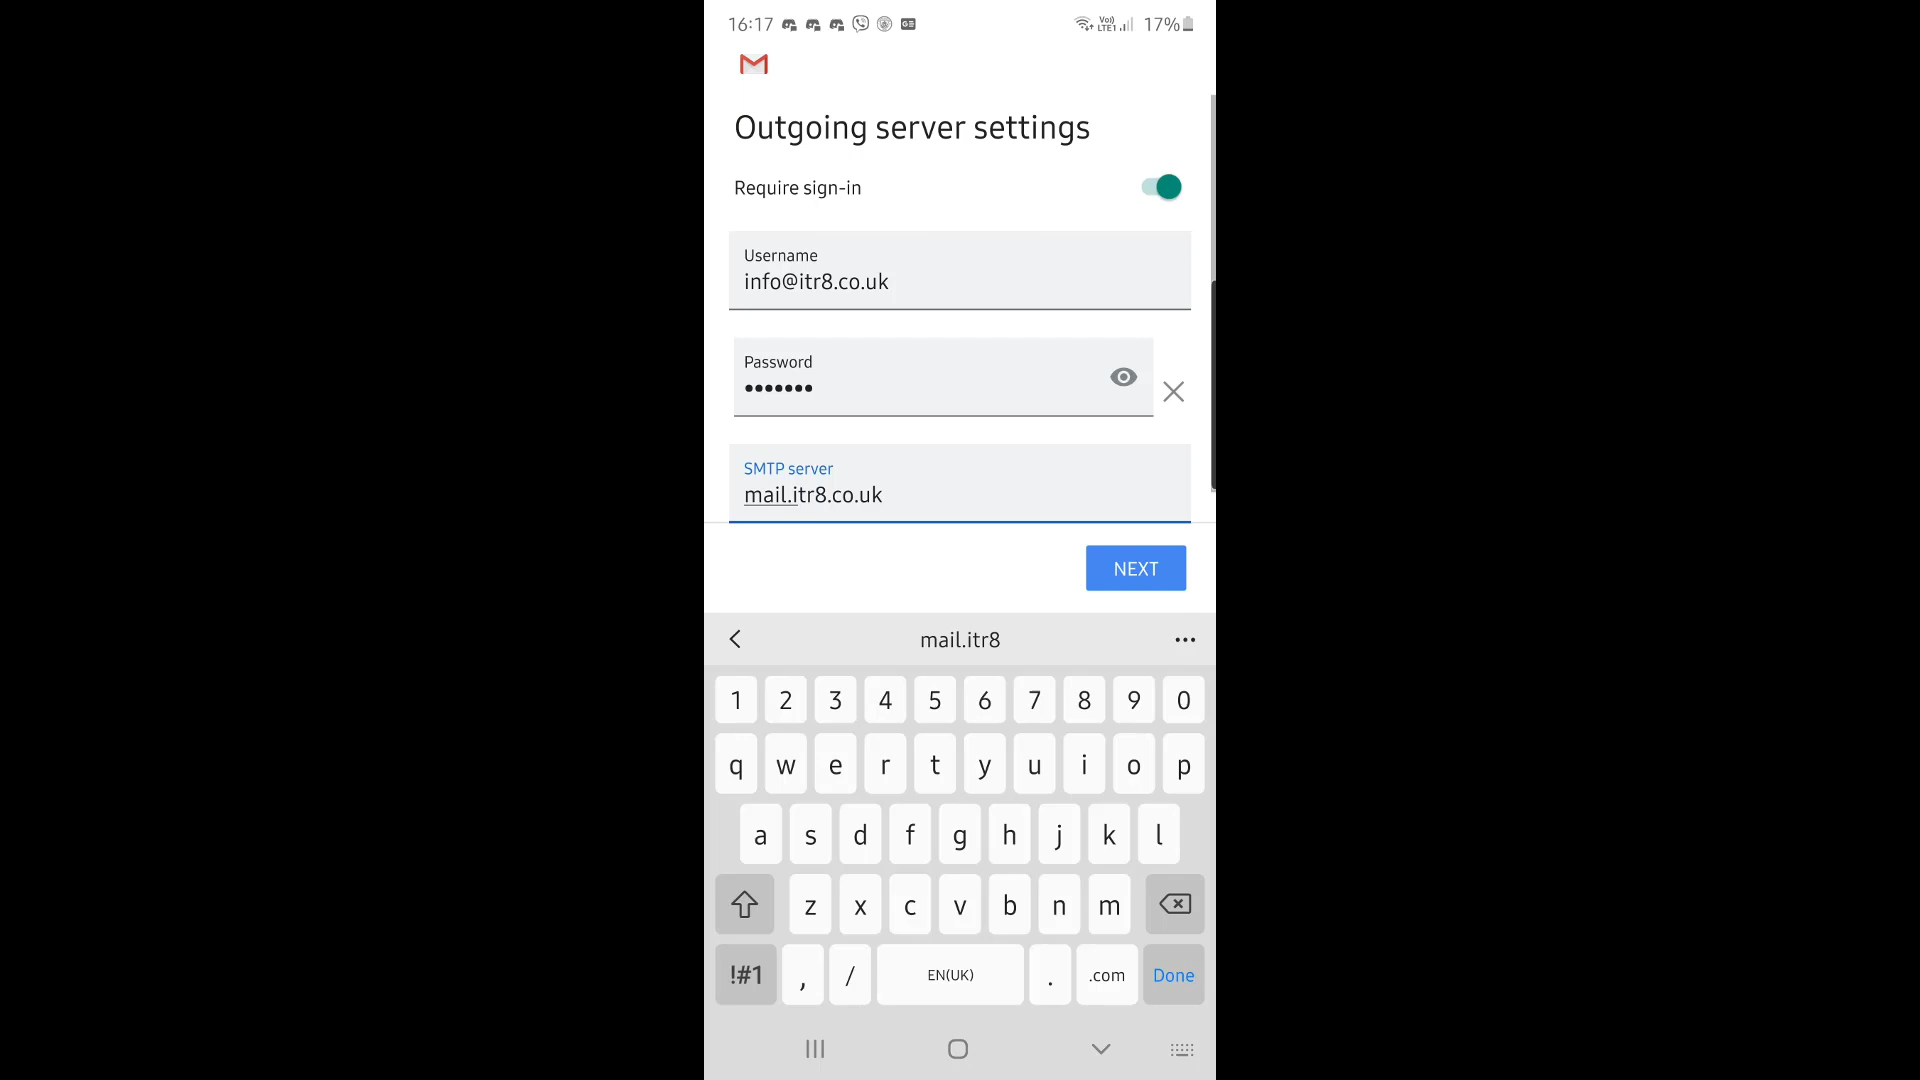 16:17 Vo) LTE1 17%
Outgoing server settings
Require sign-in
Username
info@itr8.co.uk
Password
•••••••
SMTP server
mail.itr8.co.uk
NEXT
mail.itr8
1 2 3 4 5 6 7 8 9 0
q w e r t y u i o p
a s d f g h j k l
z x c v b n m
!#1 , / EN(UK) . .com Done